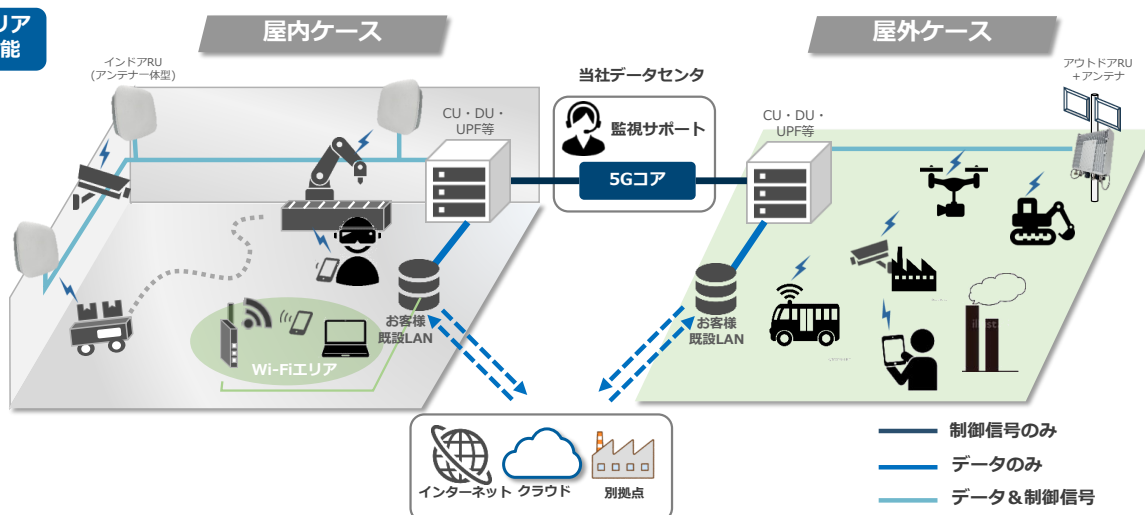 リア
能
屋内ケース
屋外ケース
インドアRU
(アンテナ一体型)
当社データセンタ
アウトドアRU
+アンテナ
CU・DU・
UPF等
監視サポート
5Gコア
CU・DU・
UPF等
お客様
既設LAN
お客様
既設LAN
Wi-Fiエリア
インターネット
クラウド
別拠点
制御信号のみ
データのみ
データ&制御信号